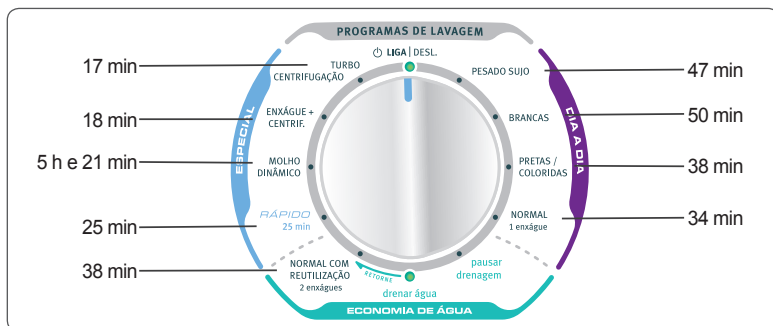 PROGRAMAS DE LAVAGEM
LIGA | DESL.
17 min
TURBO
CENTRIFUGAÇÃO
18 min
ENXÁGUE +
CENTRIF.
5 h e 21 min
MOLHO
DINÂMICO
25 min
RÁPIDO
25 min
38 min
NORMAL COM
REUTILIZAÇÃO
2 enxágues
ESPECIAL
PESADO SUJO
47 min
BRANCAS
50 min
PRETAS /
COLORIDAS
38 min
NORMAL
1 enxágue
34 min
DIA A DIA
pausar
drenagem
RETORNE
drenar água
ECONOMIA DE ÁGUA